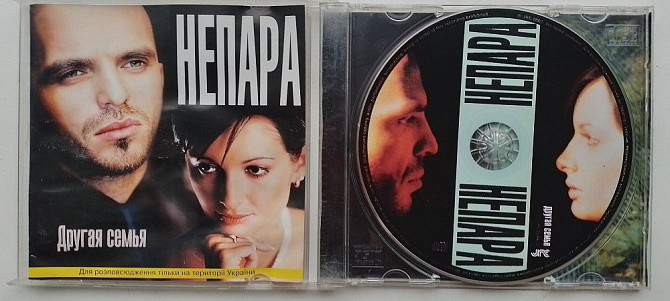 НЕПАРА
Другая семья
Для розповсюдження тільки на території України
НЕПАРА
НЕПАРА
Другая семья